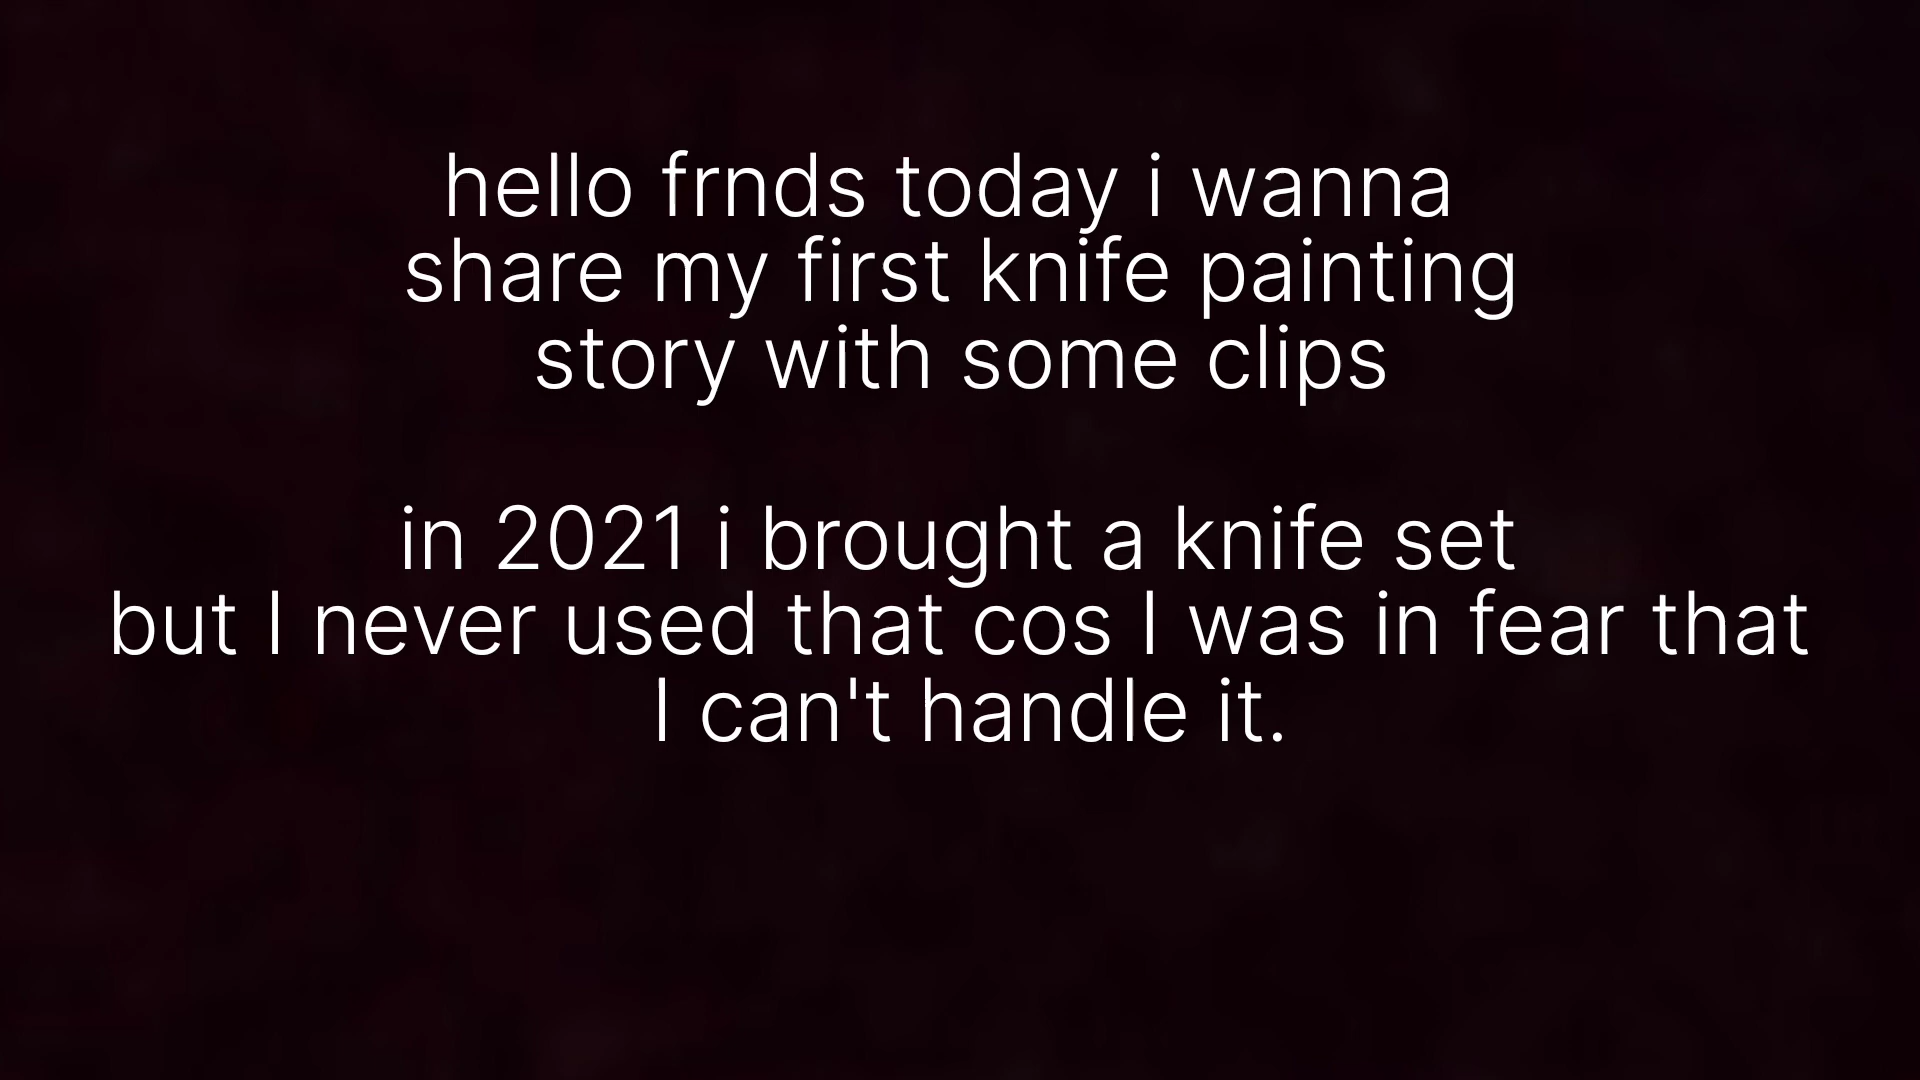 hello frnds today i wanna
share my first knife painting
story with some clips
in 2021 i brought a knife set
but I never used that cos I was in fear that
I can't handle it.